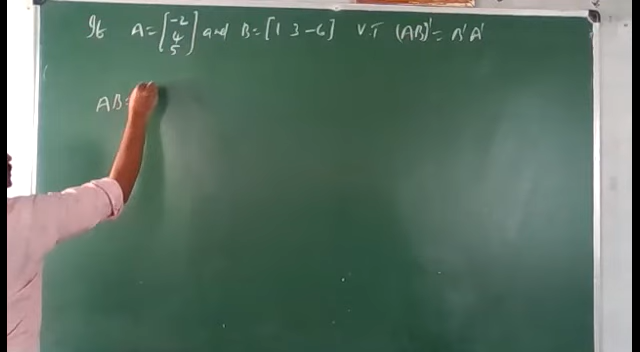 If A = [-2 4 5] and B = [1 3 -6] V.T (AB)' = B'A'
AB =